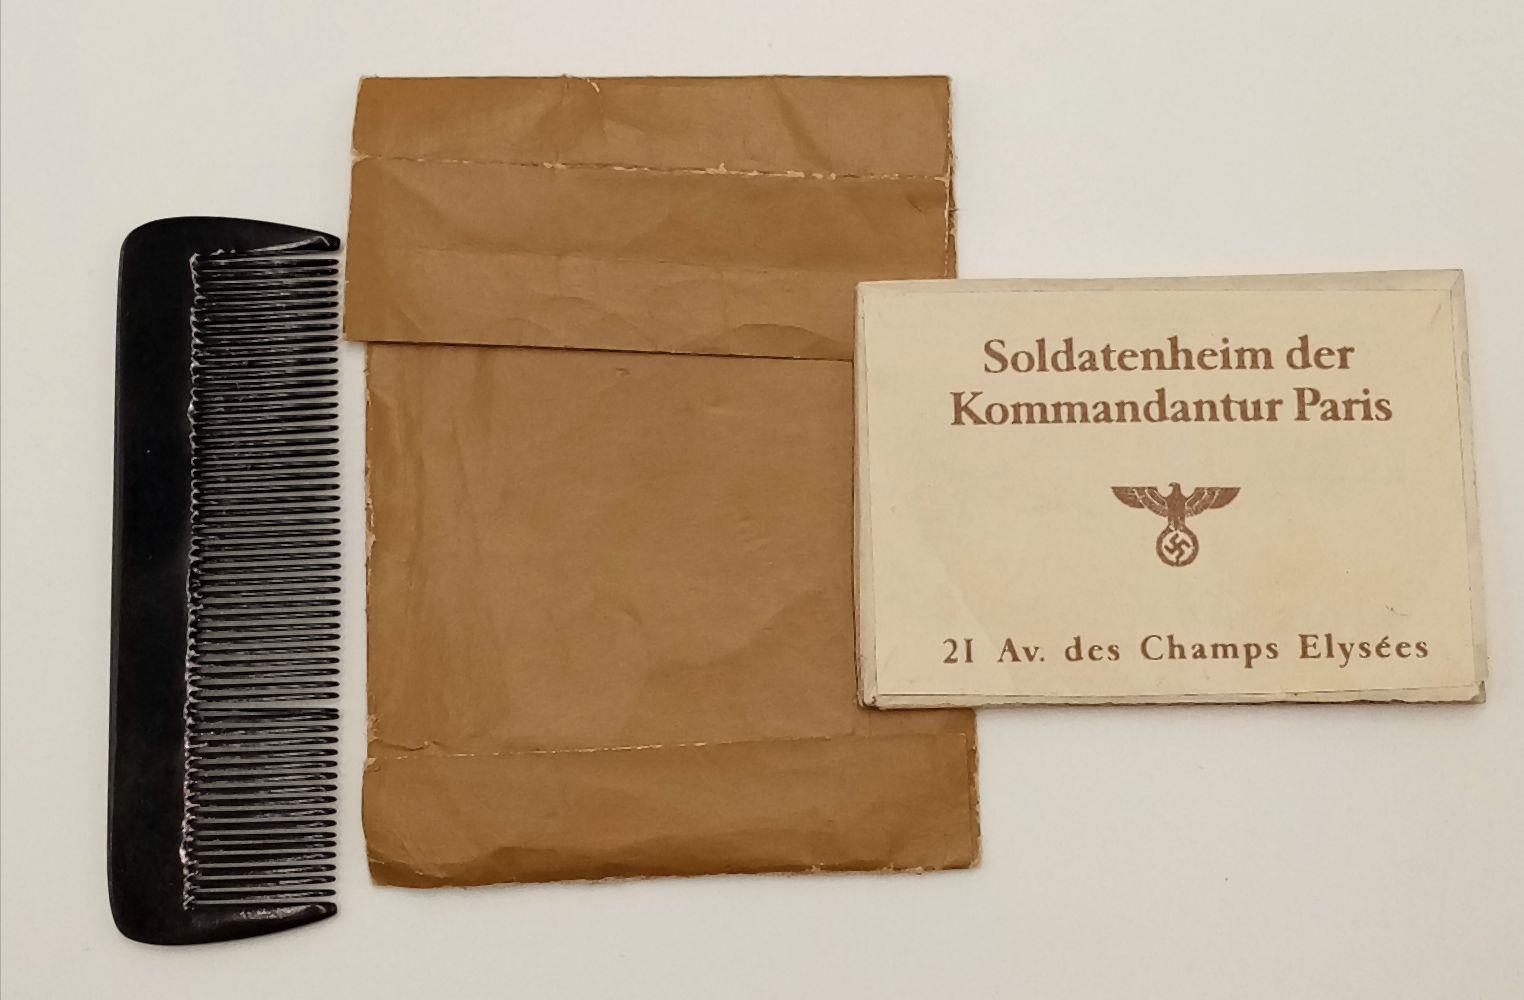 Soldatenheim der
Kommandantur Paris
21 Av. des Champs Elysées